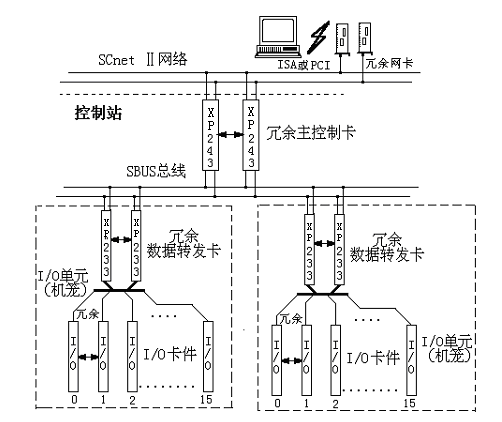 SCnet Ⅱ网络
ISA或PCI
冗余网卡
控制站
XP243
XP243
冗余主控制卡
SBUS总线
XP233
XP233
冗余
数据转发卡
I/O单元
(机笼)
冗余
I/O
I/O
I/O
I/O卡件
I/O
0
1
2
15
XP233
XP233
冗余
数据转发卡
冗余
I/O
I/O
I/O
I/O卡件
I/O
I/O单元
(机笼)
0
1
2
15